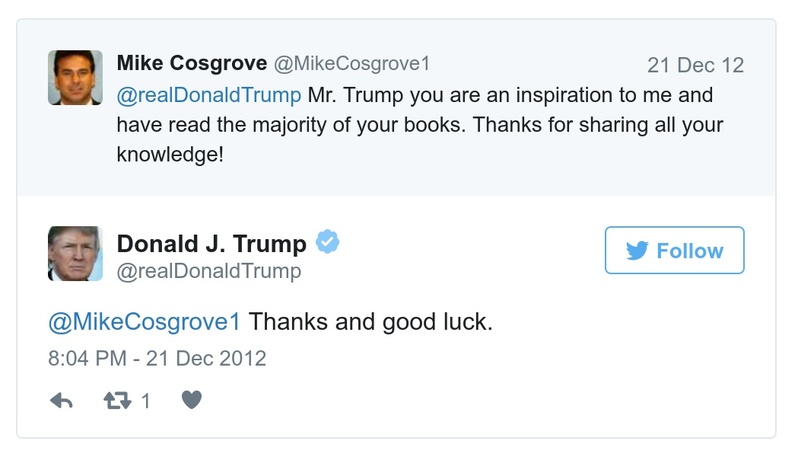 Mike Cosgrove @MikeCosgrove1 21 Dec 12
@realDonaldTrump Mr. Trump you are an inspiration to me and
have read the majority of your books. Thanks for sharing all your
knowledge!
Donald J. Trump
@realDonaldTrump
Follow
@MikeCosgrove1 Thanks and good luck.
8:04 PM - 21 Dec 2012
1